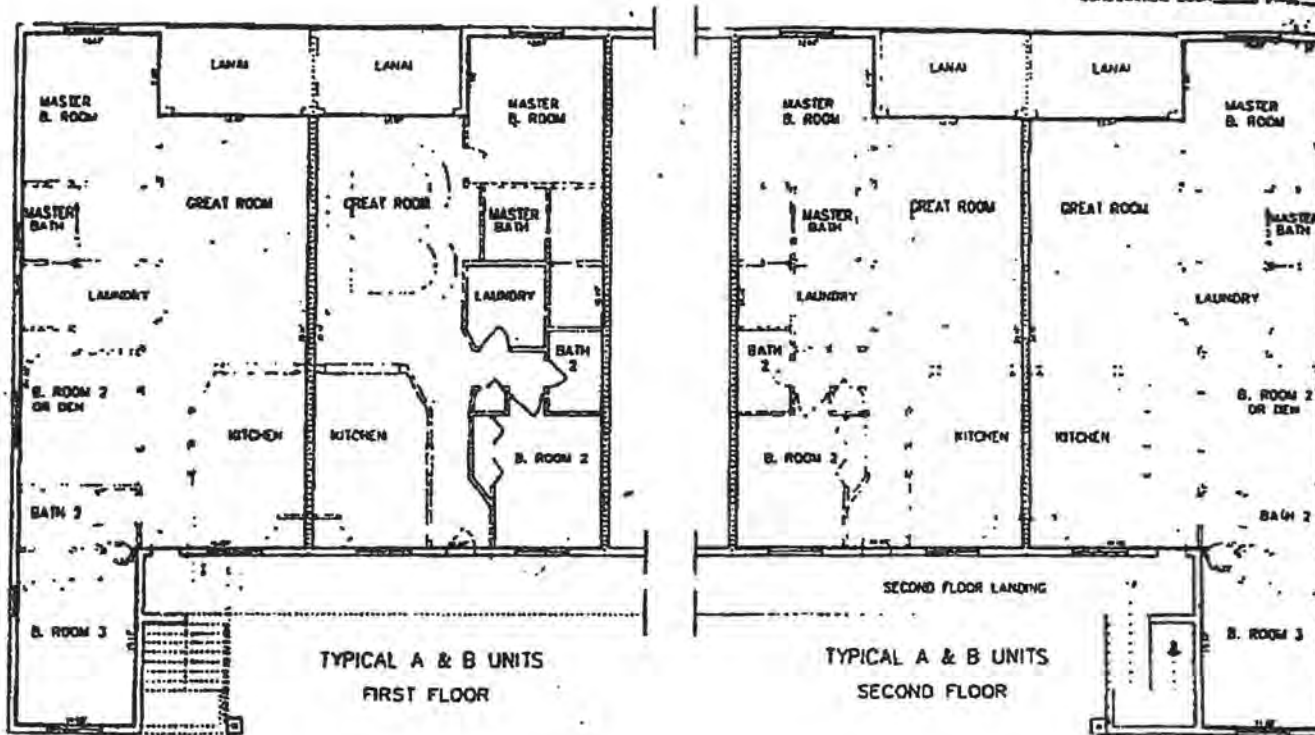 LANAI
LANAI
MASTER
B. ROOM
MASTER
B. ROOM
GREAT ROOM
GREAT ROOM
MASTER
BATH
MASTER
BATH
LAUNDRY
LAUNDRY
BATH
2
B. ROOM 2
OR DEN
KITCHEN
KITCHEN
B. ROOM 2
BATH 2
B. ROOM 3
TYPICAL A & B UNITS
FIRST FLOOR
LANAI
LANAI
MASTER
B. ROOM
MASTER
B. ROOM
GREAT ROOM
GREAT ROOM
MASTER
BATH
MASTER
BATH
LAUNDRY
LAUNDRY
BATH
2
B. ROOM 2
OR DEN
KITCHEN
KITCHEN
B. ROOM 2
BATH 2
SECOND FLOOR LANDING
B. ROOM 3
TYPICAL A & B UNITS
SECOND FLOOR